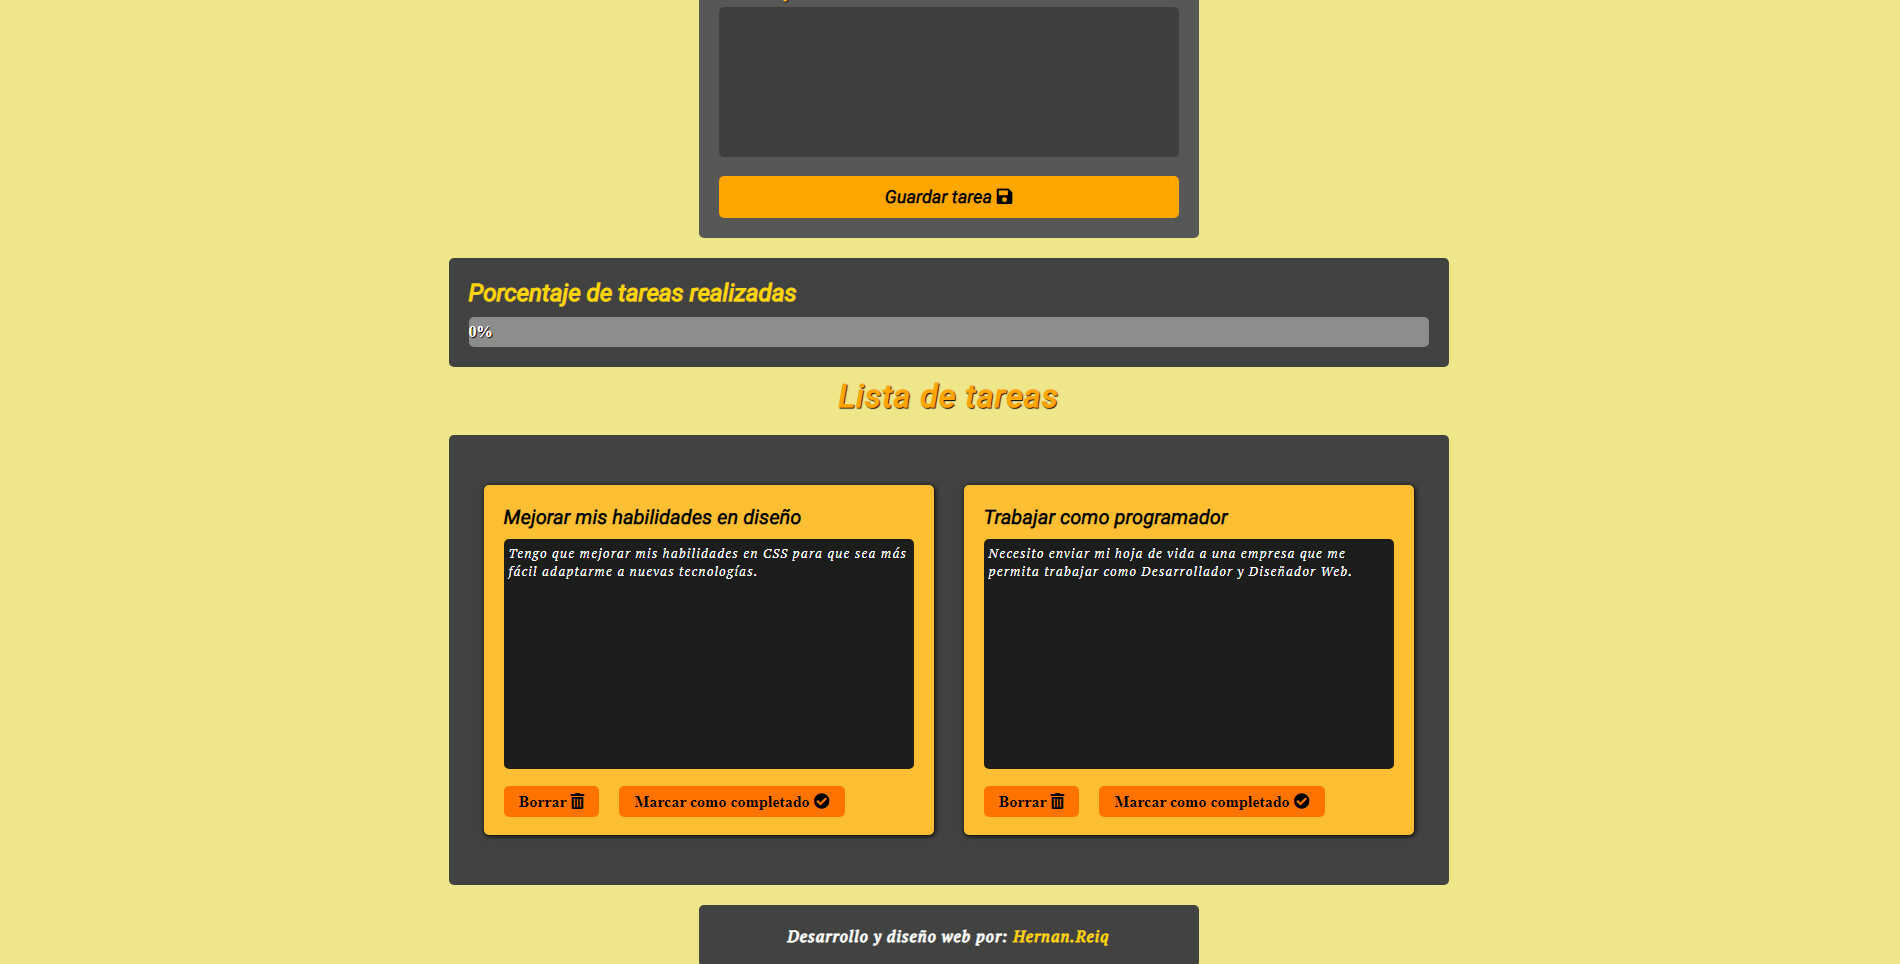 Guardar tarea
Porcentaje de tareas realizadas
0%
Lista de tareas
Mejorar mis habilidades en diseño
Tengo que mejorar mis habilidades en CSS para que sea más
fácil adaptarme a nuevas tecnologías.
Borrar
Marcar como completado
Trabajar como programador
Necesito enviar mi hoja de vida a una empresa que me
permita trabajar como Desarrollador y Diseñador Web.
Borrar
Marcar como completado
Desarrollo y diseño web por: Hernan.Reiq